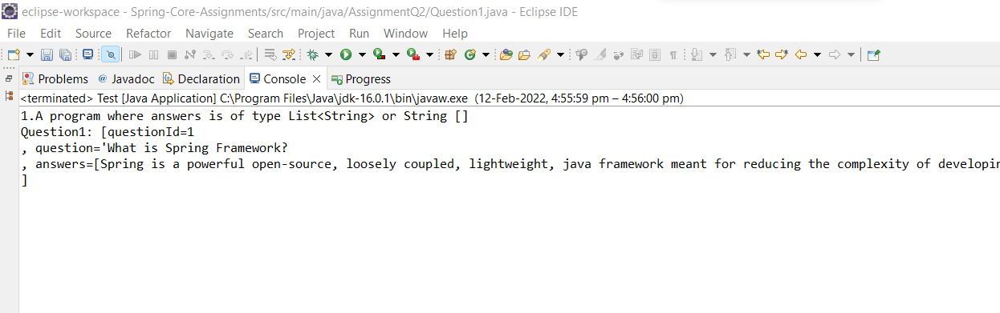 eclipse-workspace - Spring-Core-Assignments/src/main/java/AssignmentQ2/Question1.java - Eclipse IDE
File Edit Source Refactor Navigate Search Project Run Window Help
Problems @ Javadoc Declaration Console Progress
<terminated> Test [Java Application] C:\Program Files\Java\jdk-16.0.1\bin\javaw.exe (12-Feb-2022, 4:55:59 pm – 4:56:00 pm)
1.A program where answers is of type List<String> or String []
Question1: [questionId=1
, question='What is Spring Framework?
, answers=[Spring is a powerful open-source, loosely coupled, lightweight, java framework meant for reducing the complexity of
]